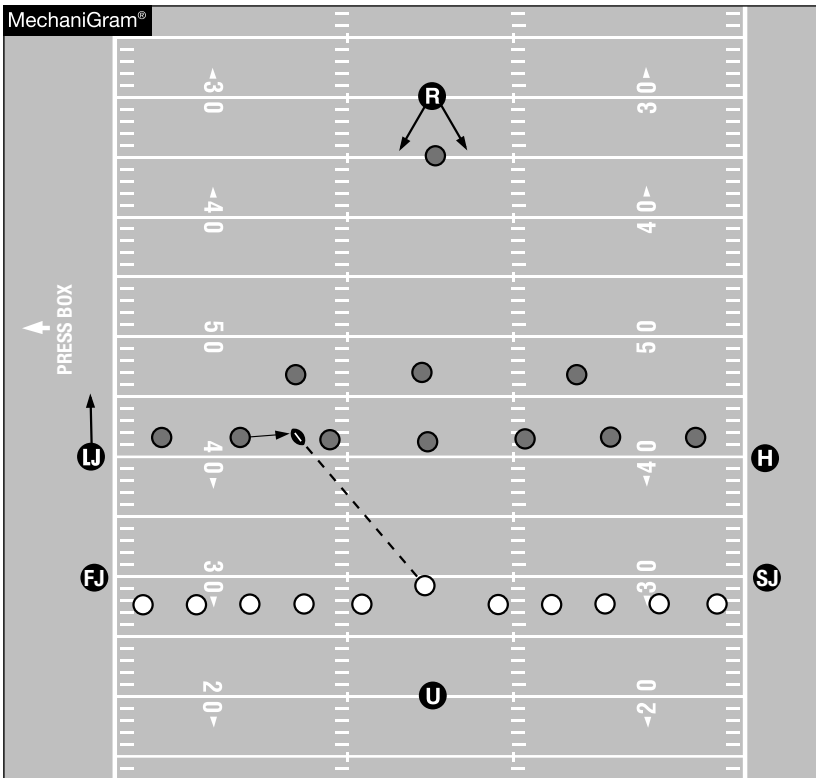 MechaniGram®
R
◄30
30►
◄40
40►
PRESS BOX
50
50
LJ
40►
◄40
H
FJ
30►
◄30
SJ
20►
◄20
U